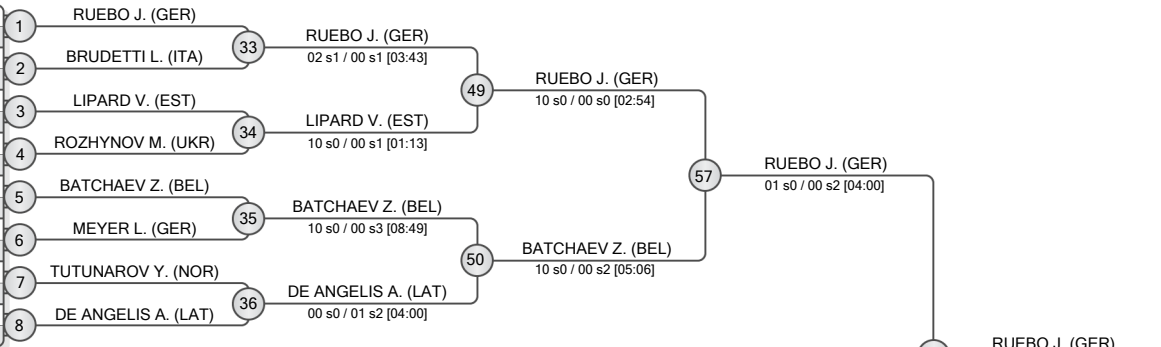 1
RUEBO J. (GER)
2
BRUDETTI L. (ITA)
3
LIPARD V. (EST)
4
ROZHYNOV M. (UKR)
5
BATCHAEV Z. (BEL)
6
MEYER L. (GER)
7
TUTUNAROV Y. (NOR)
8
DE ANGELIS A. (LAT)
33
RUEBO J. (GER)
02 s1 / 00 s1 [03:43]
34
LIPARD V. (EST)
10 s0 / 00 s1 [01:13]
35
BATCHAEV Z. (BEL)
10 s0 / 00 s3 [08:49]
36
DE ANGELIS A. (LAT)
00 s0 / 01 s2 [04:00]
49
RUEBO J. (GER)
10 s0 / 00 s0 [02:54]
50
BATCHAEV Z. (BEL)
10 s0 / 00 s2 [05:06]
57
RUEBO J. (GER)
01 s0 / 00 s2 [04:00]
RUEBO J. (GER)